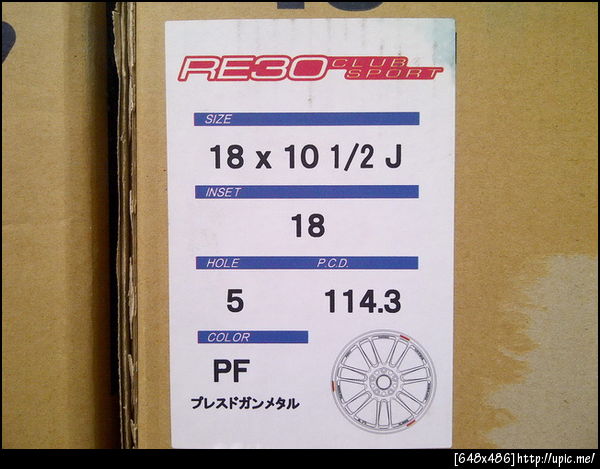 RE30 CLUB SPORT
SIZE
18 x 10 1/2 J
INSET
18
HOLE P.C.D.
5 114.3
COLOR
PF
プレスドガンメタル
[648x486]http://upic.me/